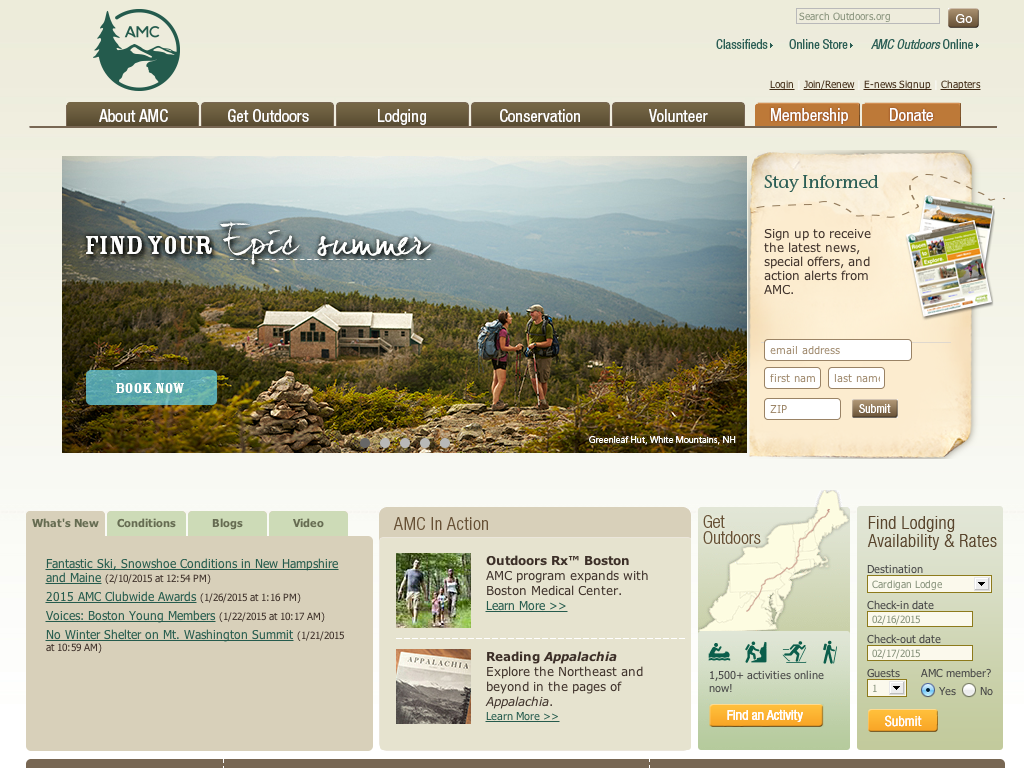 AMC
Search Outdoors.org
Go
Classifieds
Online Store
AMC Outdoors Online
Login
Join/Renew
E-news Signup
Chapters
About AMC
Get Outdoors
Lodging
Conservation
Volunteer
Membership
Donate
FIND YOUR Epic summer
BOOK NOW
Greenleaf Hut, White Mountains, NH
Stay Informed
Sign up to receive
the latest news,
special offers, and
action alerts from
AMC.
email address
first nam
last name
ZIP
Submit
What's New
Conditions
Blogs
Video
Fantastic Ski, Snowshoe Conditions in New Hampshire
and Maine (2/10/2015 at 12:54 PM)
2015 AMC Clubwide Awards (1/26/2015 at 1:16 PM)
Voices: Boston Young Members (1/22/2015 at 10:17 AM)
No Winter Shelter on Mt. Washington Summit (1/21/2015
at 10:59 AM)
AMC In Action
Outdoors Rx™ Boston
AMC program expands with
Boston Medical Center.
Learn More >>
APPALACHIA
Reading Appalachia
Explore the Northeast and
beyond in the pages of
Appalachia.
Learn More >>
Get
Outdoors
1,500+ activities online
now!
Find an Activity
Find Lodging
Availability & Rates
Destination
Cardigan Lodge
Check-in date
02/16/2015
Check-out date
02/17/2015
Guests
AMC member?
1
Yes
No
Submit